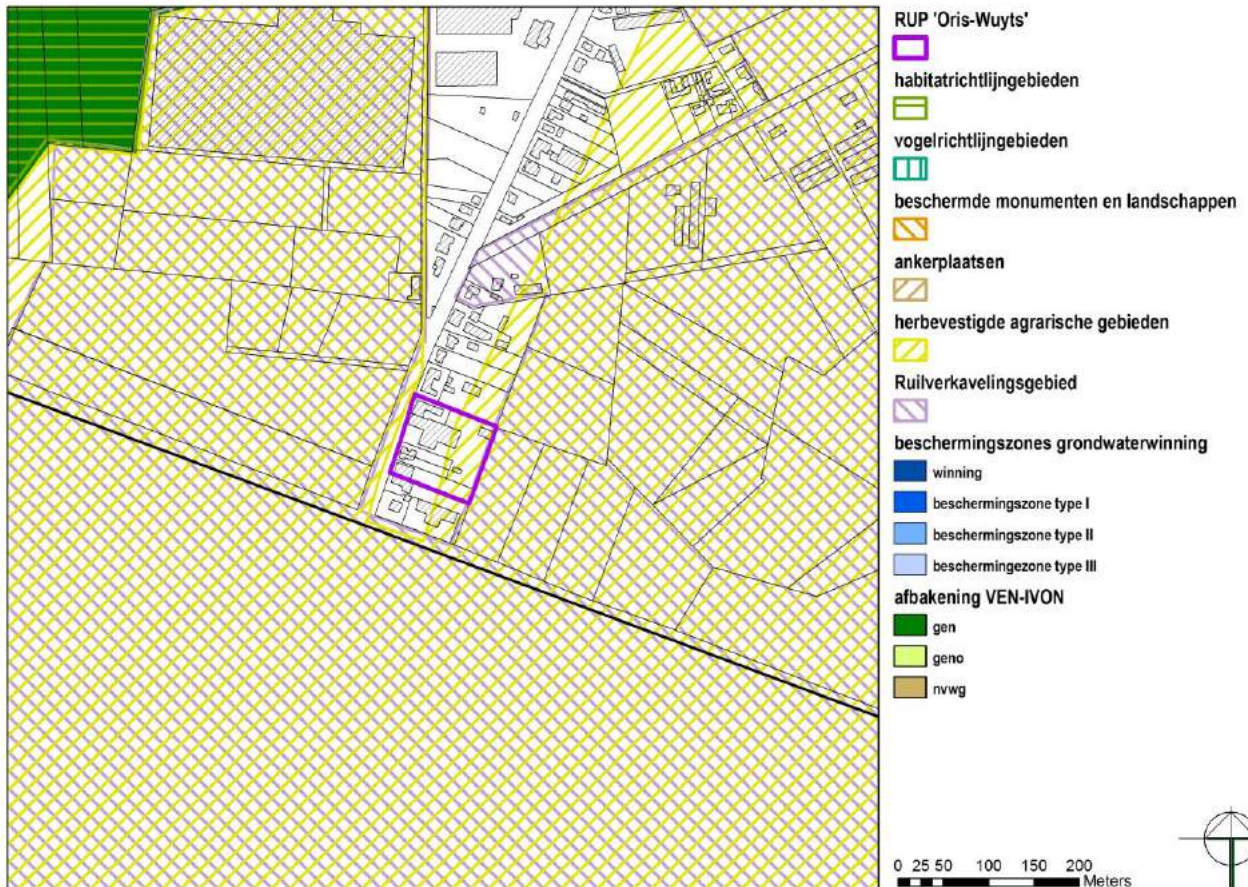 RUP 'Oris-Wuyts'
habitatrichtlijngebieden
vogelrichtlijngebieden
beschermde monumenten en landschappen
ankerplaatsen
herbevestigde agrarische gebieden
Ruilverkavelingsgebied
beschermingszones grondwaterwinning
winning
beschermingszone type I
beschermingszone type II
beschermingezone type III
afbakening VEN-IVON
gen
geno
nvwg
0 25 50 100 150 200
Meters